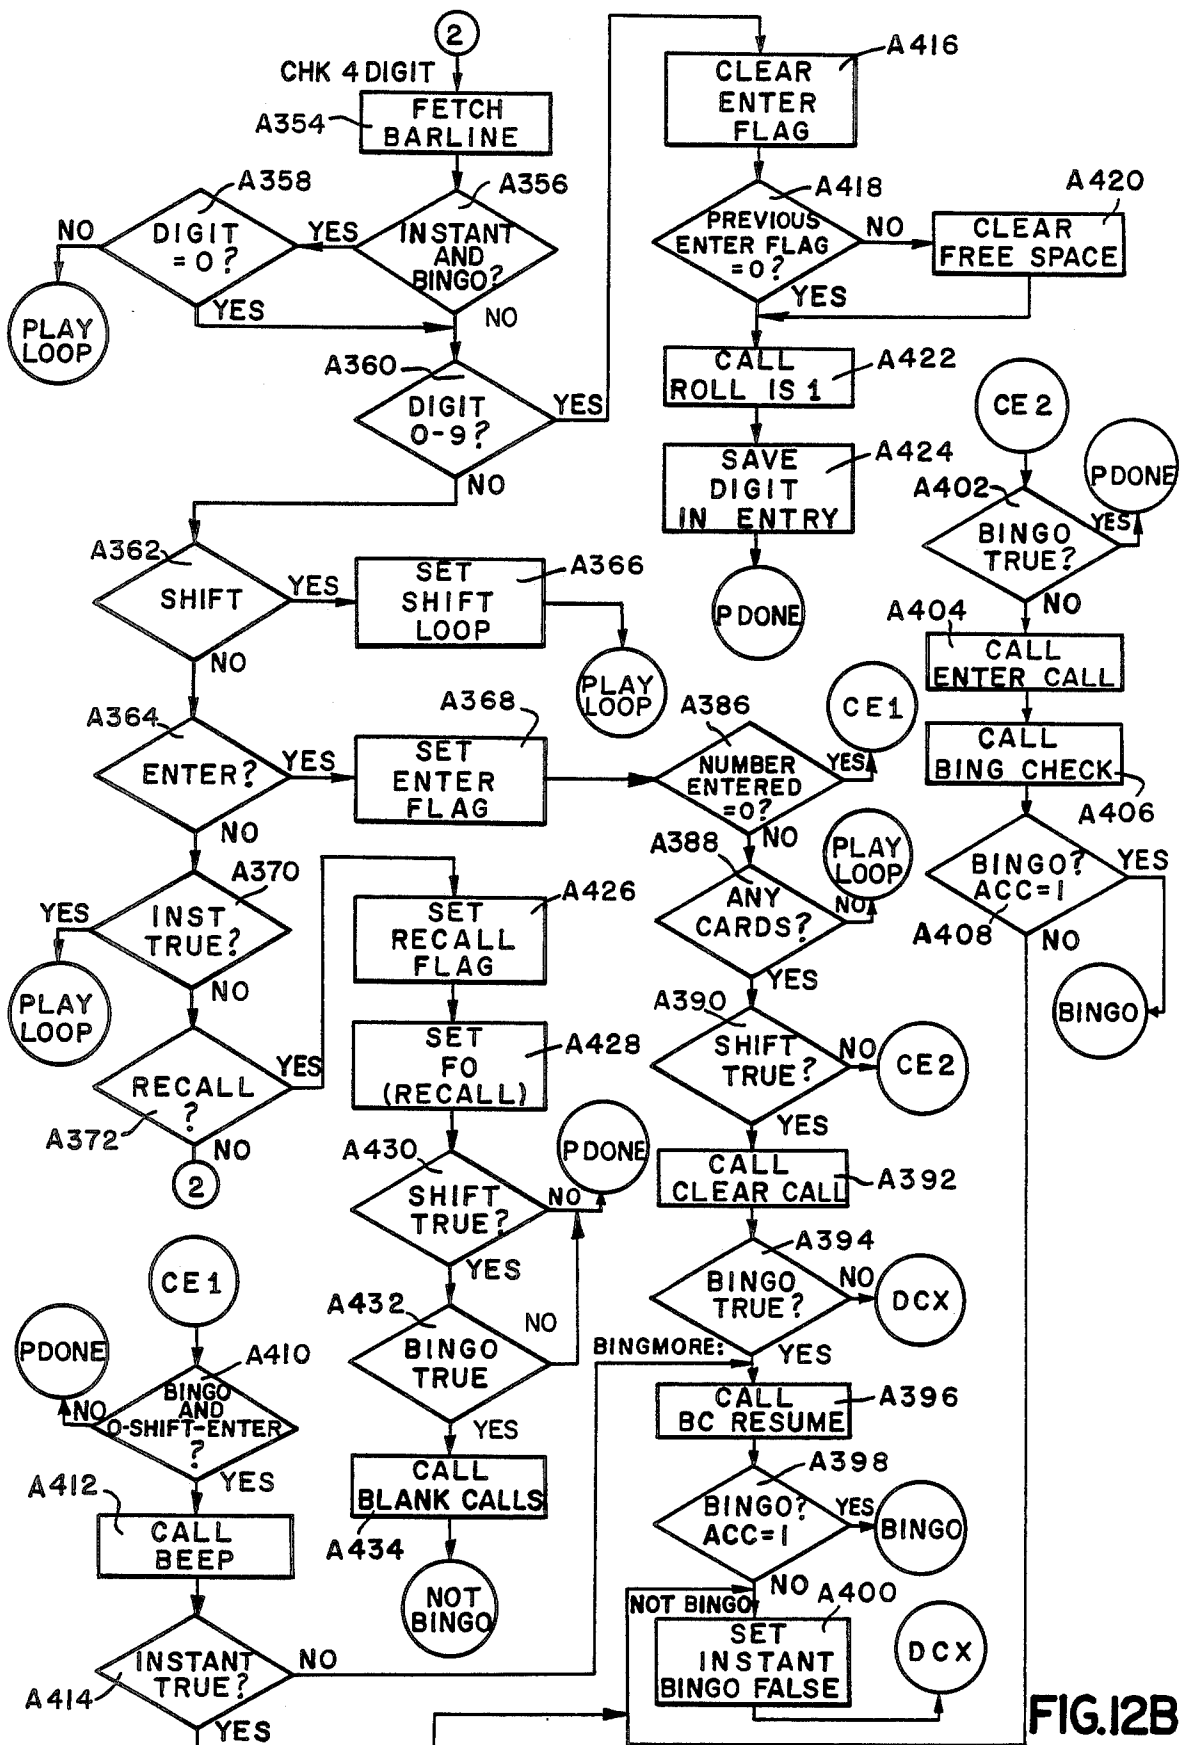 2
CHK 4 DIGIT
FETCH
BARLINE
A354
A356
INSTANT
AND
BINGO?
YES
NO
A358
DIGIT
=0?
NO
YES
PLAY
LOOP
A360
DIGIT
0-9?
YES
NO
A362
SHIFT
YES
NO
SET
SHIFT
LOOP
A366
PLAY
LOOP
A364
ENTER?
YES
NO
A368
SET
ENTER
FLAG
A370
INST
TRUE?
YES
NO
PLAY
LOOP
RECALL
?
A372
YES
NO
2
CLEAR
ENTER
FLAG
A416
A418
PREVIOUS
ENTER FLAG
=0?
NO
YES
A420
CLEAR
FREE SPACE
CALL
ROLL IS 1
A422
SAVE
DIGIT
IN ENTRY
A424
PDONE
A386
NUMBER
ENTERED
=0?
YES
NO
CE1
A388
ANY
CARDS?
NO
YES
PLAY
LOOP
A390
SHIFT
TRUE?
NO
YES
CE2
CALL
CLEAR CALL
A392
A394
BINGO
TRUE?
NO
YES
DCX
BINGMORE:
CALL
BC RESUME
A396
A398
BINGO?
ACC=1
YES
NO
BINGO
NOT BINGO
A400
SET
INSTANT
BINGO FALSE
DCX
A426
SET
RECALL
FLAG
SET
FO
(RECALL)
A428
A430
SHIFT
TRUE?
NO
YES
PDONE
A432
BINGO
TRUE
NO
YES
CALL
BLANK CALLS
A434
NOT
BINGO
CE1
A410
BINGO
AND
0-SHIFT-ENTER
?
NO
YES
PDONE
A412
CALL
BEEP
INSTANT
TRUE?
A414
NO
YES
CE2
A402
BINGO
TRUE?
YES
NO
PDONE
A404
CALL
ENTER CALL
CALL
BING CHECK
A406
BINGO?
ACC=1
A408
YES
NO
BINGO
FIG.12B